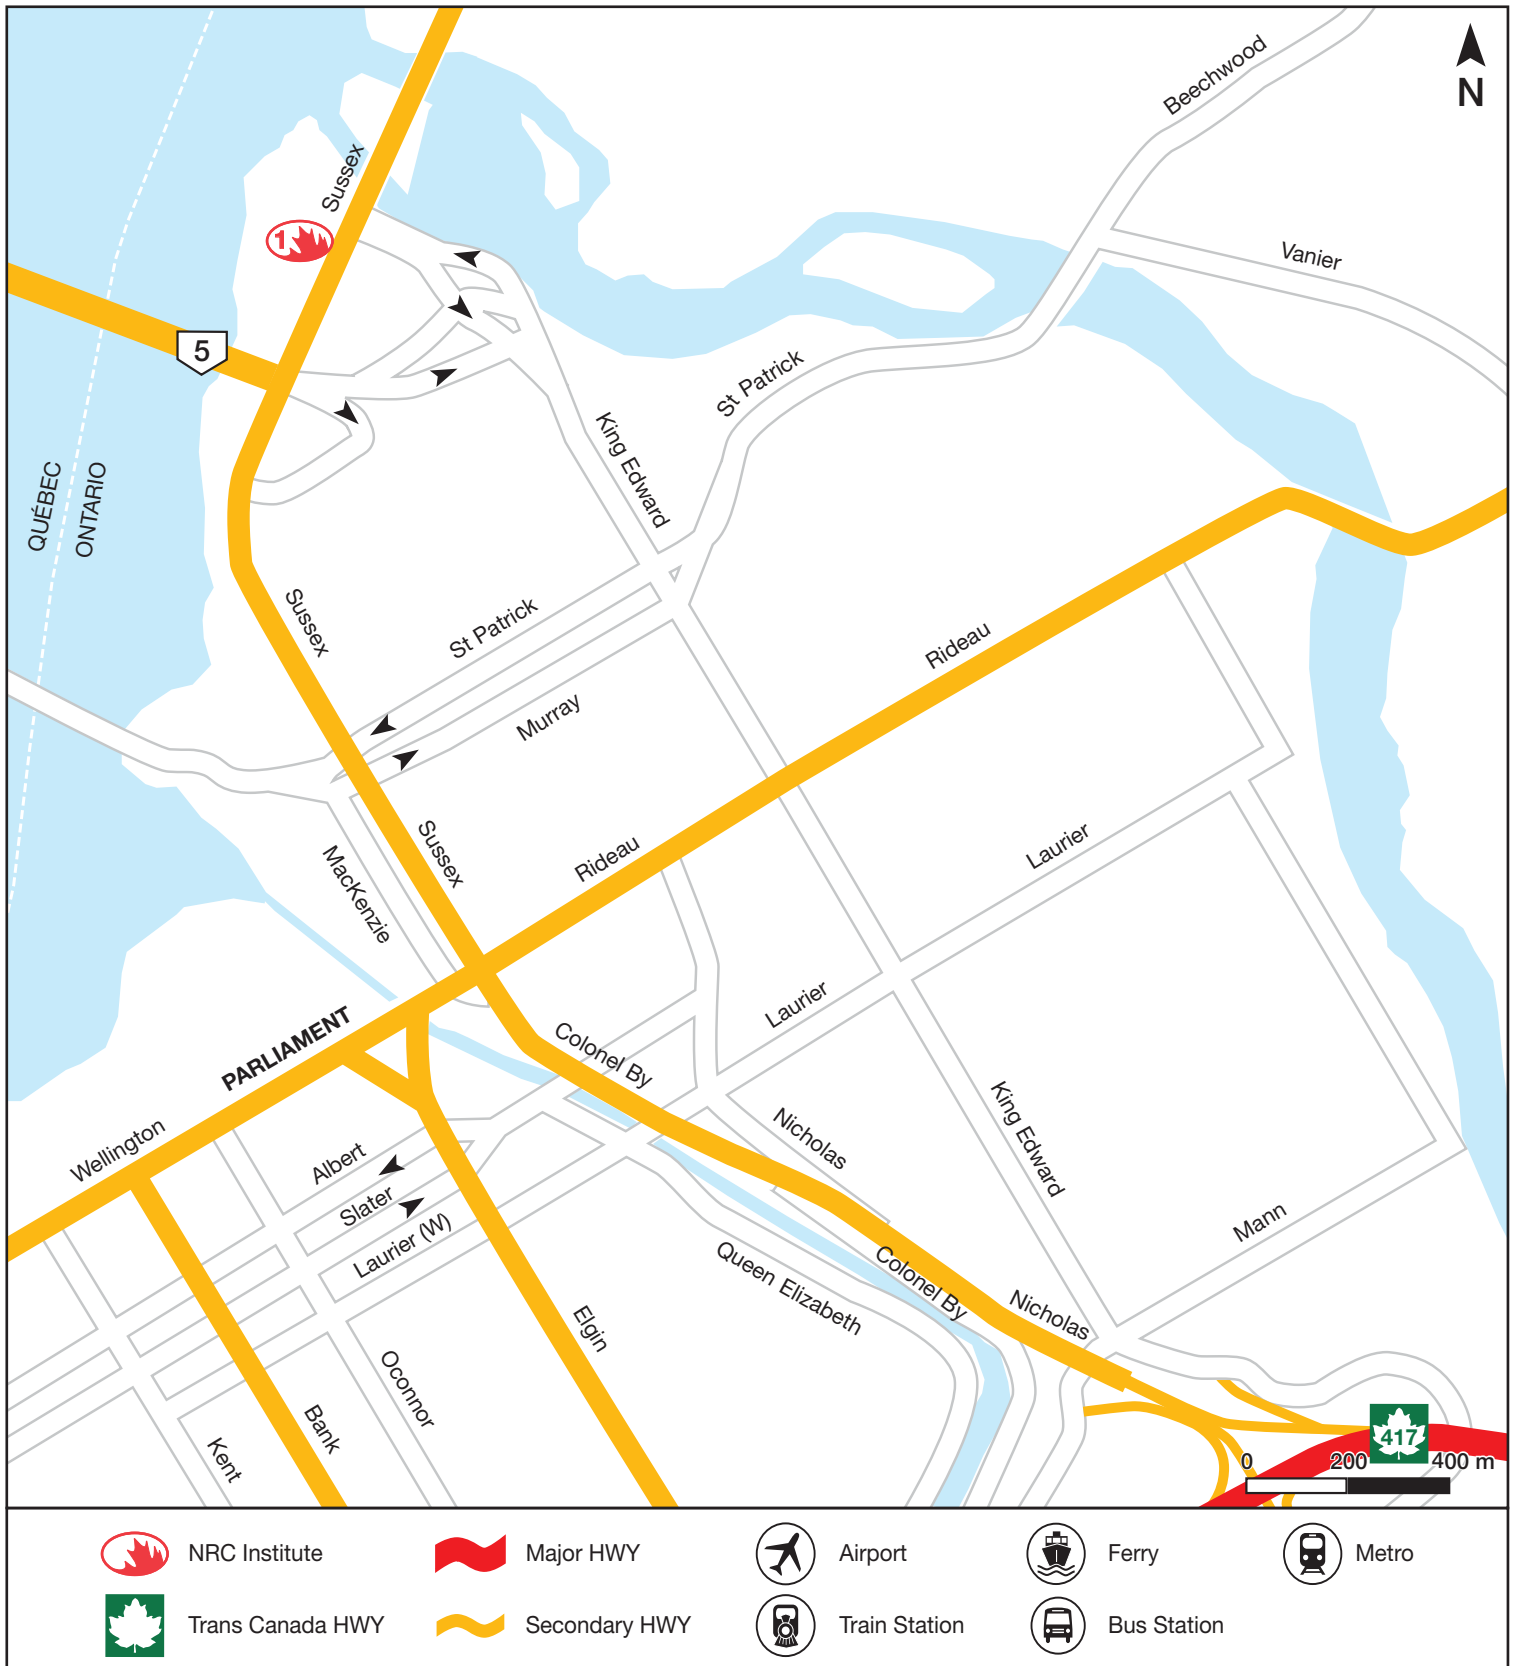 Beechwood
N
Sussex
1
Vanier
5
St Patrick
King Edward
QUÉBEC
ONTARIO
Sussex
St Patrick
Rideau
Murray
Sussex
Rideau
Laurier
MacKenzie
Laurier
PARLIAMENT
Colonel By
Wellington
Albert
Nicholas
King Edward
Slater
Laurier (W)
Mann
Queen Elizabeth
Colonel By
Nicholas
Elgin
Oconnor
Bank
Kent
417
0 200 400 m
NRC Institute
Major HWY
Airport
Ferry
Metro
Trans Canada HWY
Secondary HWY
Train Station
Bus Station